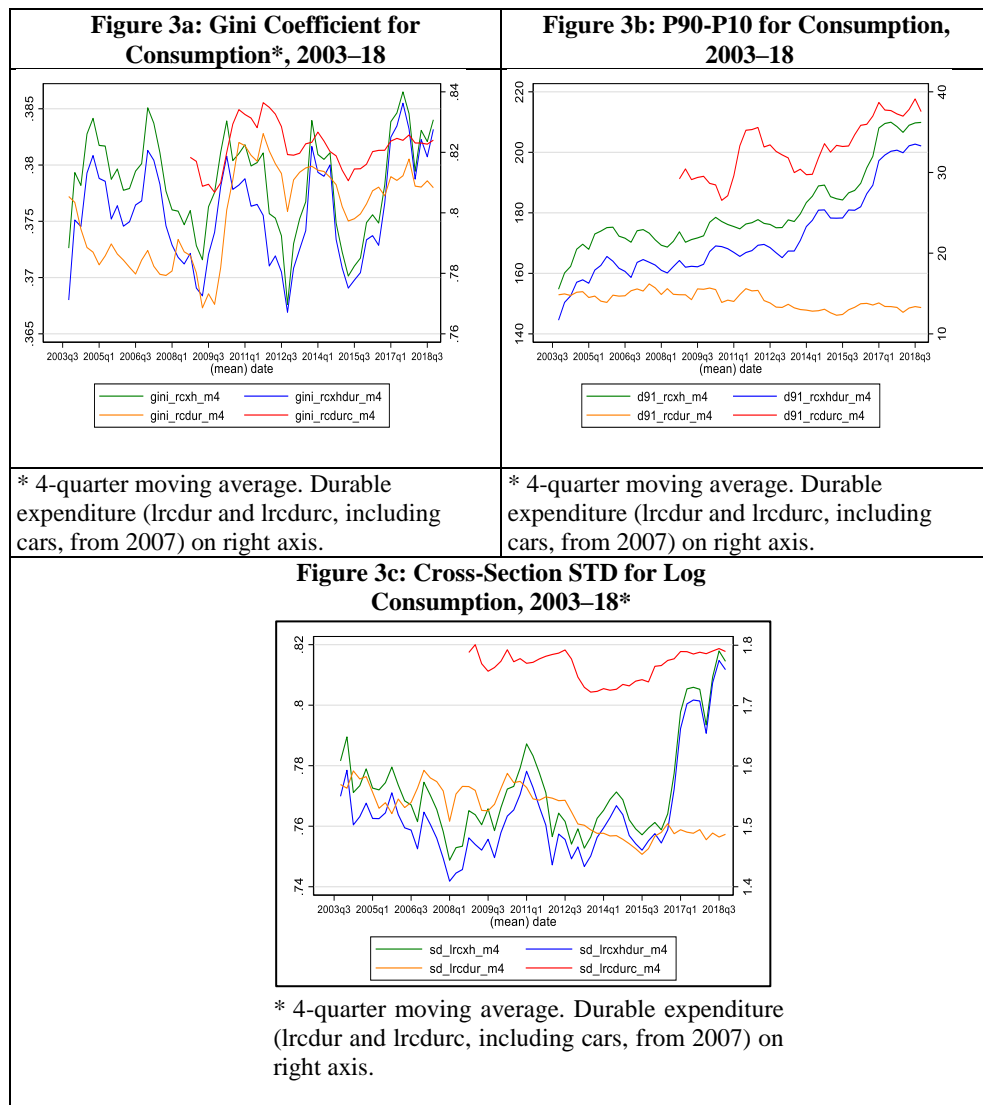 Figure 3a: Gini Coefficient for
Consumption*, 2003–18
.385
.38
.375
.37
.365
.84
.82
.8
.78
.76
2003q3 2005q1 2006q3 2008q1 2009q3 2011q1 2012q3 2014q1 2015q3 2017q1 2018q3
(mean) date
gini_rcxh_m4 gini_rcxhdur_m4
gini_rcdur_m4 gini_rcdurc_m4
* 4-quarter moving average. Durable
expenditure (lrcdur and lrcdurc, including
cars, from 2007) on right axis.
Figure 3b: P90-P10 for Consumption,
2003–18
220
200
180
160
140
40
30
20
10
2003q3 2005q1 2006q3 2008q1 2009q3 2011q1 2012q3 2014q1 2015q3 2017q1 2018q3
(mean) date
d91_rcxh_m4 d91_rcxhdur_m4
d91_rcdur_m4 d91_rcdurc_m4
* 4-quarter moving average. Durable
expenditure (lrcdur and lrcdurc, including
cars, from 2007) on right axis.
Figure 3c: Cross-Section STD for Log
Consumption, 2003–18*
.82
.8
.78
.76
.74
1.8
1.7
1.6
1.5
1.4
2003q3 2005q1 2006q3 2008q1 2009q3 2011q1 2012q3 2014q1 2015q3 2017q1 2018q3
(mean) date
sd_lrcxh_m4 sd_lrcxhdur_m4
sd_lrcdur_m4 sd_lrcdurc_m4
* 4-quarter moving average. Durable expenditure
(lrcdur and lrcdurc, including cars, from 2007) on
right axis.